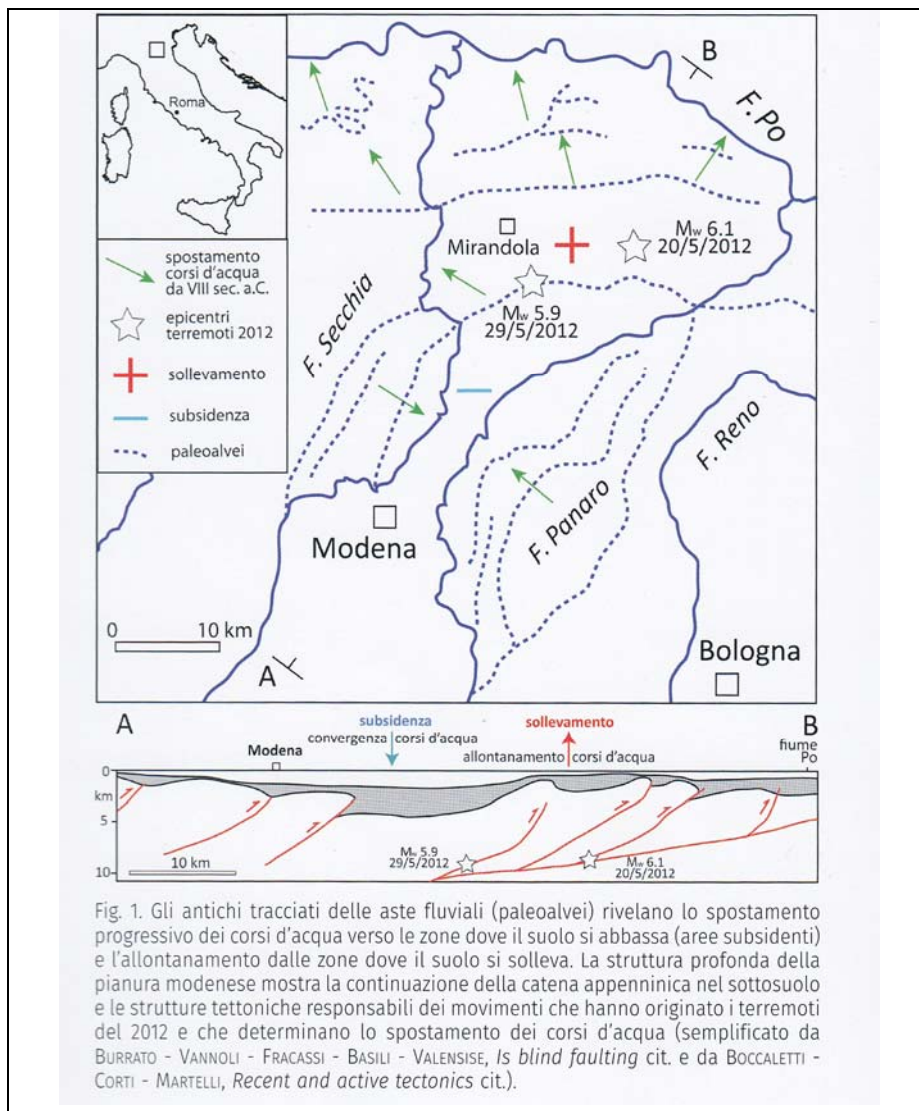 B
F. Po
Roma
spostamento
corsi d'acqua
da VIII sec. a.C.
epicentri
terremoti 2012
sollevamento
subsidenza
paleoalvei
Mirandola
Mw 6.1
20/5/2012
Mw 5.9
29/5/2012
F. Secchia
F. Reno
F. Panaro
Modena
0 10 km
A
Bologna
A
B
subsidenza
convergenza corsi d'acqua
sollevamento
allontanamento corsi d'acqua
Modena
fiume
Po
0
km
5
10
10 km
Mw 5.9
29/5/2012
Mw 6.1
20/5/2012
Fig. 1. Gli antichi tracciati delle aste fluviali (paleoalvei) rivelano lo spostamento
progressivo dei corsi d'acqua verso le zone dove il suolo si abbassa (aree subsidenti)
e l'allontanamento dalle zone dove il suolo si solleva. La struttura profonda della
pianura modenese mostra la continuazione della catena appenninica nel sottosuolo
e le strutture tettoniche responsabili dei movimenti che hanno originato i terremoti
del 2012 e che determinano lo spostamento dei corsi d'acqua (semplificato da
BURRATO - VANNOLI - FRACASSI - BASILI - VALENSISE, Is blind faulting cit. e da BOCCALETTI -
CORTI - MARTELLI, Recent and active tectonics cit.).